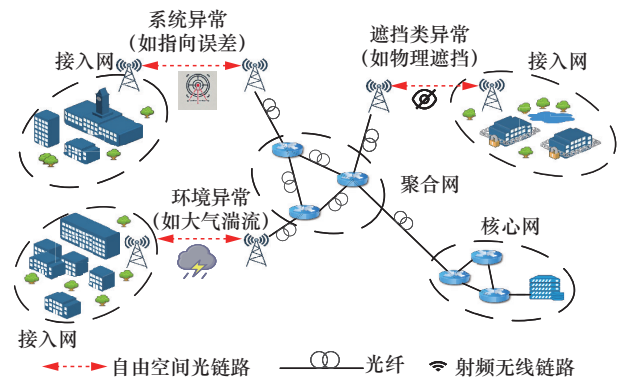 系统异常
(如指向误差)
接入网
遮挡类异常
(如物理遮挡)
接入网
环境异常
(如大气湍流)
聚合网
核心网
接入网
自由空间光链路
光纤
射频无线链路